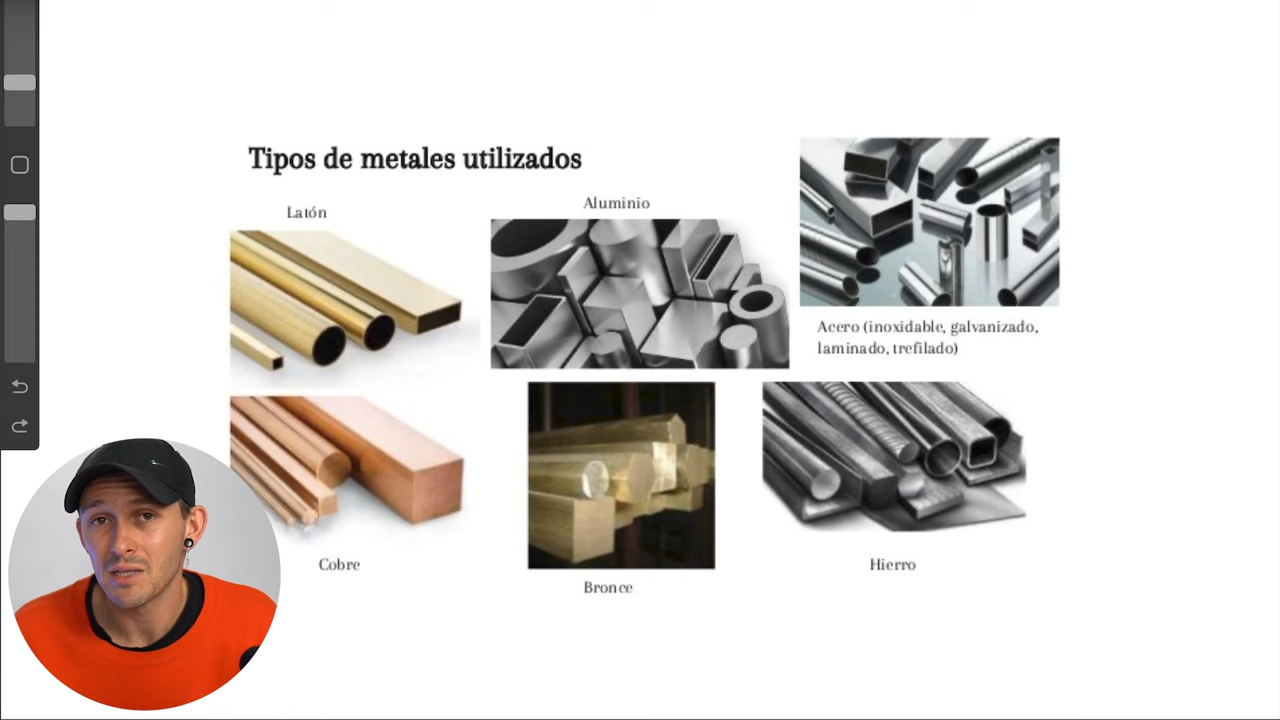 Tipos de metales utilizados
Latón
Aluminio
Acero (inoxidable, galvanizado,
laminado, trefilado)
Cobre
Bronce
Hierro